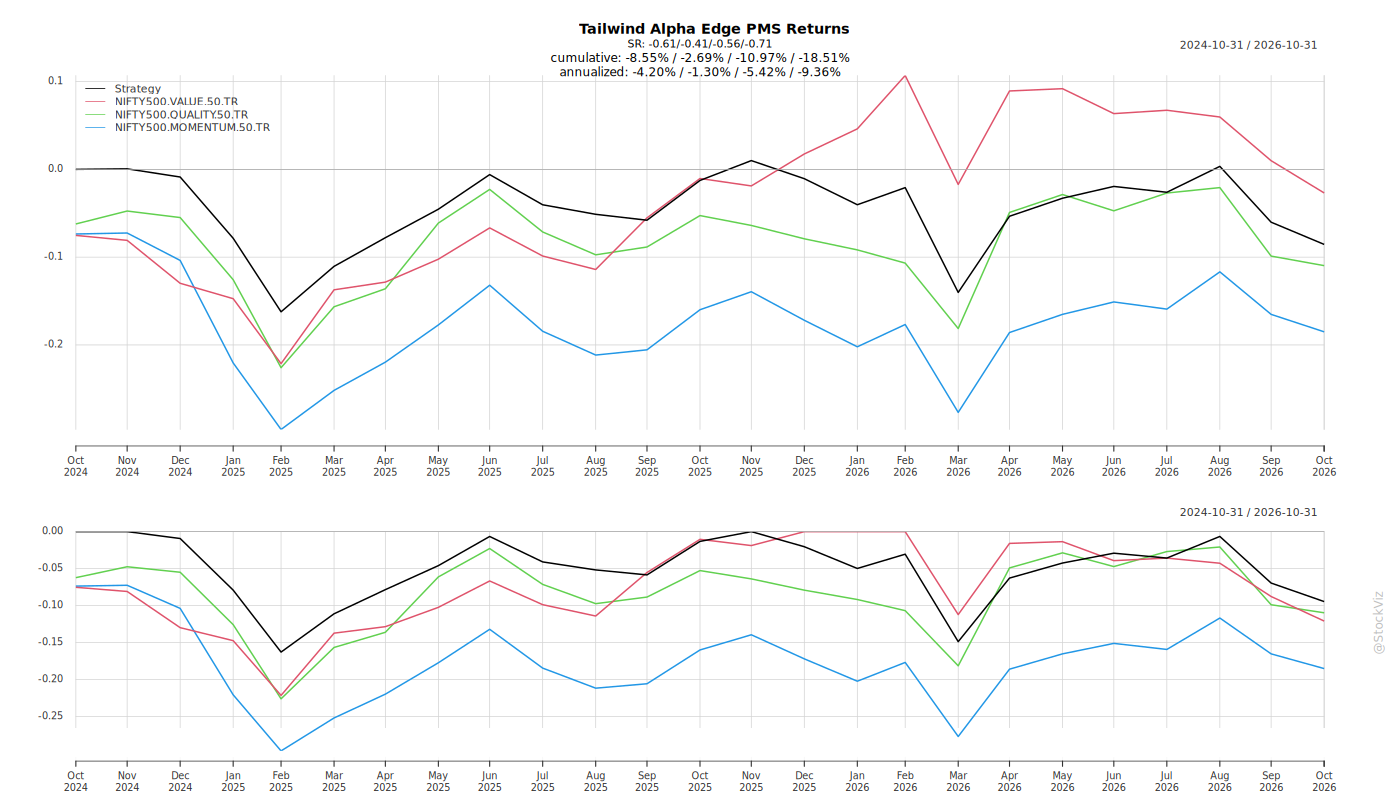 Tailwind Alpha Edge PMS Returns
SR: -0.61/-0.41/-0.56/-0.71
cumulative: -8.55% / -2.69% / -10.97% / -18.51%
annualized: -4.20% / -1.30% / -5.42% / -9.36%
2024-10-31 / 2026-10-31
Strategy
NIFTY500.VALUE.50.TR
NIFTY500.QUALITY.50.TR
NIFTY500.MOMENTUM.50.TR
0.1
0.0
-0.1
-0.2
Oct Nov Dec Jan Feb Mar Apr May Jun Jul Aug Sep Oct Nov Dec Jan Feb Mar Apr May Jun Jul Aug Sep Oct
2024 2024 2024 2025 2025 2025 2025 2025 2025 2025 2025 2025 2025 2025 2025 2026 2026 2026 2026 2026 2026 2026 2026 2026 2026
2024-10-31 / 2026-10-31
0.00
-0.05
-0.10
-0.15
-0.20
-0.25
Oct Nov Dec Jan Feb Mar Apr May Jun Jul Aug Sep Oct Nov Dec Jan Feb Mar Apr May Jun Jul Aug Sep Oct
2024 2024 2024 2025 2025 2025 2025 2025 2025 2025 2025 2025 2025 2025 2025 2026 2026 2026 2026 2026 2026 2026 2026 2026 2026
@StockViz